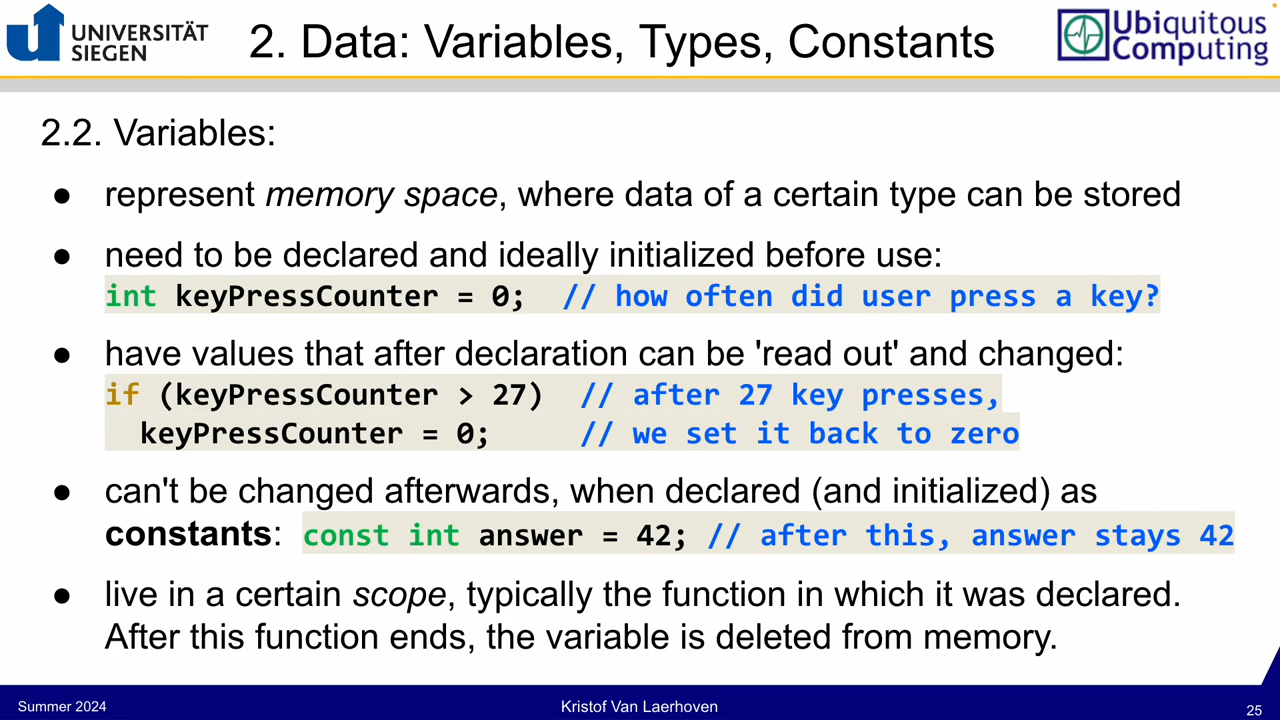 UNIVERSITÄT
SIEGEN
2. Data: Variables, Types, Constants
Ubiquitous
Computing
2.2. Variables:
● represent memory space, where data of a certain type can be stored
● need to be declared and ideally initialized before use:
int keyPressCounter = 0;  // how often did user press a key?
● have values that after declaration can be 'read out' and changed:
if (keyPressCounter > 27)  // after 27 key presses,
  keyPressCounter = 0;     // we set it back to zero
● can't be changed afterwards, when declared (and initialized) as
constants: const int answer = 42; // after this, answer stays 42
● live in a certain scope, typically the function in which it was declared.
After this function ends, the variable is deleted from memory.
Summer 2024
Kristof Van Laerhoven
25